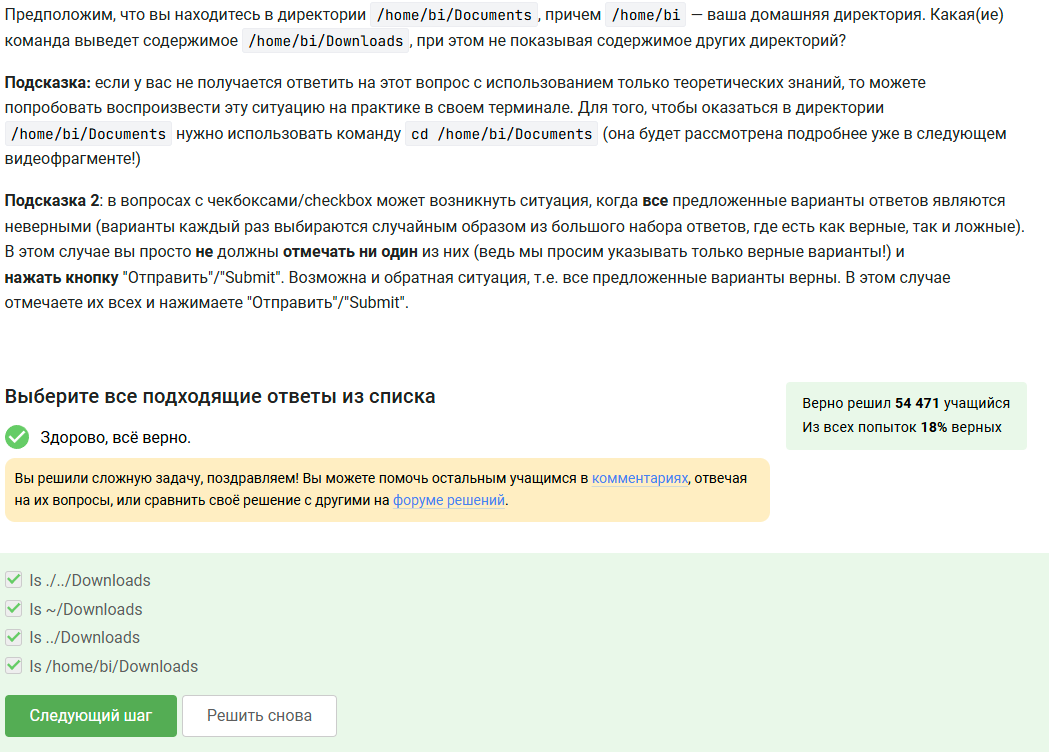 Предположим, что вы находитесь в директории /home/bi/Documents, причем /home/bi — ваша домашняя директория. Какая(ие)
команда выведет содержимое /home/bi/Downloads, при этом не показывая содержимое других директорий?
Подсказка: если у вас не получается ответить на этот вопрос с использованием только теоретических знаний, то можете
попробовать воспроизвести эту ситуацию на практике в своем терминале. Для того, чтобы оказаться в директории
/home/bi/Documents нужно использовать команду cd /home/bi/Documents (она будет рассмотрена подробнее уже в следующем
видеофрагменте!)
Подсказка 2: в вопросах с чекбоксами/checkbox может возникнуть ситуация, когда все предложенные варианты ответов являются
неверными (варианты каждый раз выбираются случайным образом из большого набора ответов, где есть как верные, так и ложные).
В этом случае вы просто не должны отмечать ни один из них (ведь мы просим указывать только верные варианты!) и
нажать кнопку "Отправить"/"Submit". Возможна и обратная ситуация, т.е. все предложенные варианты верны. В этом случае
отмечаете их всех и нажимаете "Отправить"/"Submit".
Выберите все подходящие ответы из списка
Верно решил 54 471 учащийся
Из всех попыток 18% верных
Здорово, всё верно.
Вы решили сложную задачу, поздравляем! Вы можете помочь остальным учащимся в комментариях, отвечая
на их вопросы, или сравнить своё решение с другими на форуме решений.
ls ./../Downloads
ls ~/Downloads
ls ../Downloads
ls /home/bi/Downloads
Следующий шаг
Решить снова